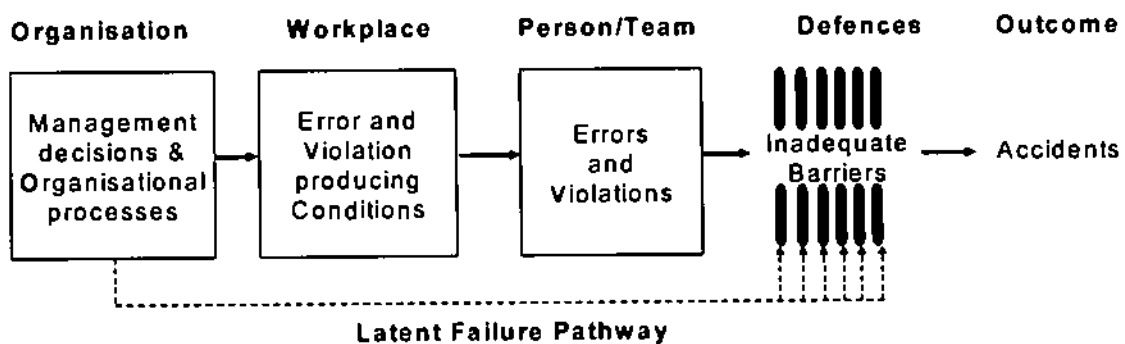 Organisation Workplace Person/Team Defences Outcome
Management
decisions &
Organisational
processes
Error and
Violation
producing
Conditions
Errors
and
Violations
Inadequate
Barriers
Accidents
Latent Failure Pathway